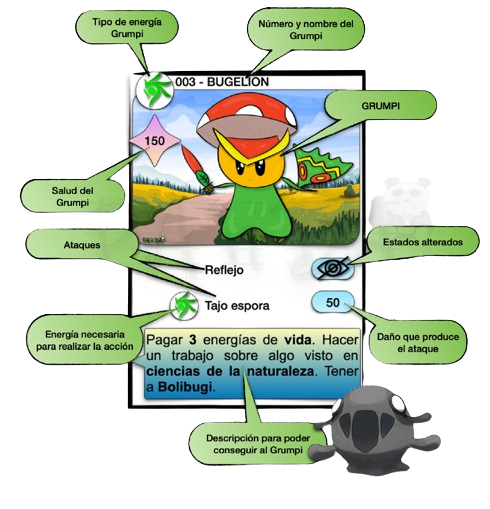 Tipo de energía
Grumpi
Número y nombre del
Grumpi
003 - BUGELION
GRUMPI
150
Salud del
Grumpi
Ataques
Estados alterados
Reflejo
Tajo espora
50
Energía necesaria
para realizar la acción
Daño que produce
el ataque
Pagar 3 energías de vida. Hacer
un trabajo sobre algo visto en
ciencias de la naturaleza. Tener
a Bolibugi.
Descripción para poder
conseguir al Grumpi